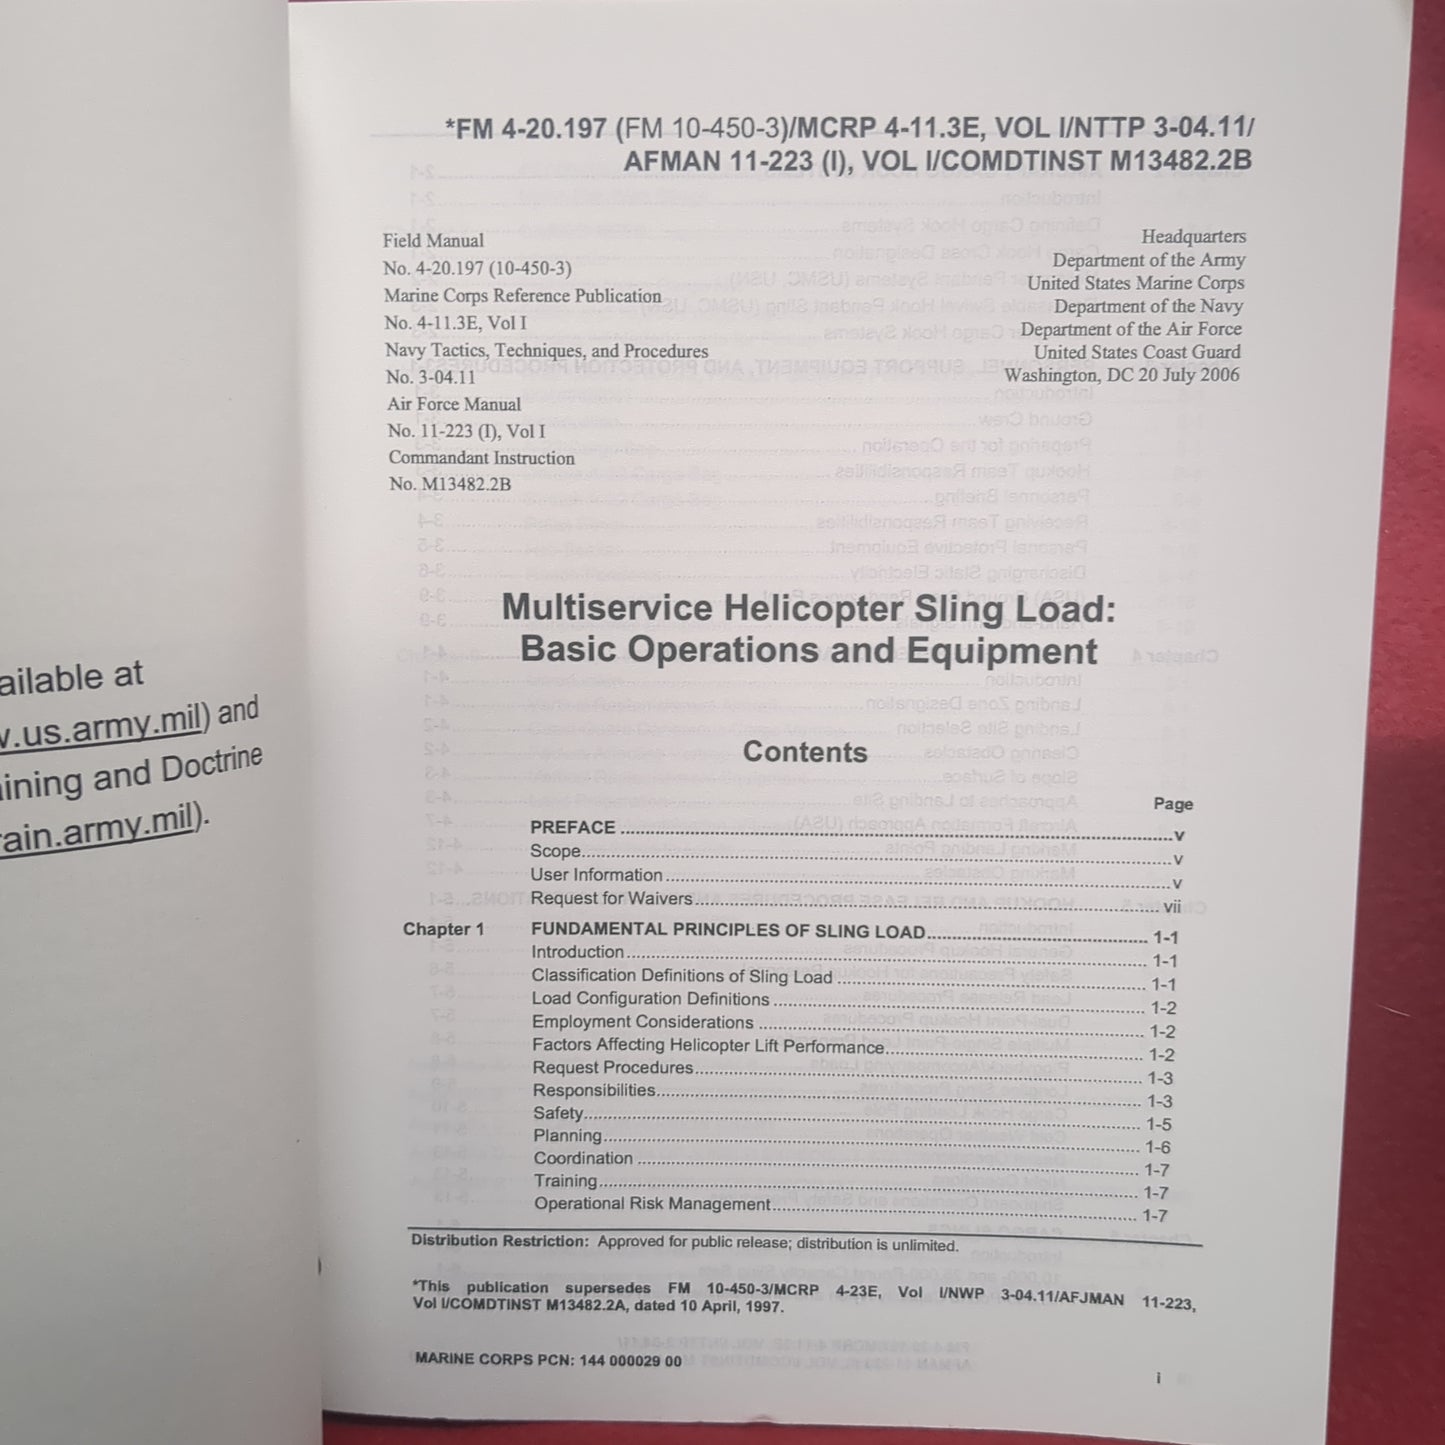 ailable at
.us.army.mil) and
ining and Doctrine
rain.army.mil).
*FM 4-20.197 (FM 10-450-3)/MCRP 4-11.3E, VOL I/NTTP 3-04.11/
AFMAN 11-223 (I), VOL I/COMDTINST M13482.2B
Field Manual
No. 4-20.197 (10-450-3)
Marine Corps Reference Publication
No. 4-11.3E, Vol I
Navy Tactics, Techniques, and Procedures
No. 3-04.11
Air Force Manual
No. 11-223 (I), Vol I
Commandant Instruction
No. M13482.2B
Headquarters
Department of the Army
United States Marine Corps
Department of the Navy
Department of the Air Force
United States Coast Guard
Washington, DC 20 July 2006
Multiservice Helicopter Sling Load:
Basic Operations and Equipment
Contents
Page
PREFACE ........ v
Scope........ v
User Information ........ v
Request for Waivers ........ vii
Chapter 1 FUNDAMENTAL PRINCIPLES OF SLING LOAD........ 1-1
Introduction ........ 1-1
Classification Definitions of Sling Load ........ 1-1
Load Configuration Definitions ........ 1-2
Employment Considerations ........ 1-2
Factors Affecting Helicopter Lift Performance........ 1-2
Request Procedures........ 1-3
Responsibilities........ 1-3
Safety........ 1-5
Planning........ 1-6
Coordination ........ 1-7
Training........ 1-7
Operational Risk Management........ 1-7
Distribution Restriction: Approved for public release; distribution is unlimited.
*This publication supersedes FM 10-450-3/MCRP 4-23E, Vol I/NWP 3-04.11/AFJMAN 11-223,
Vol I/COMDTINST M13482.2A, dated 10 April, 1997.
MARINE CORPS PCN: 144 000029 00
i